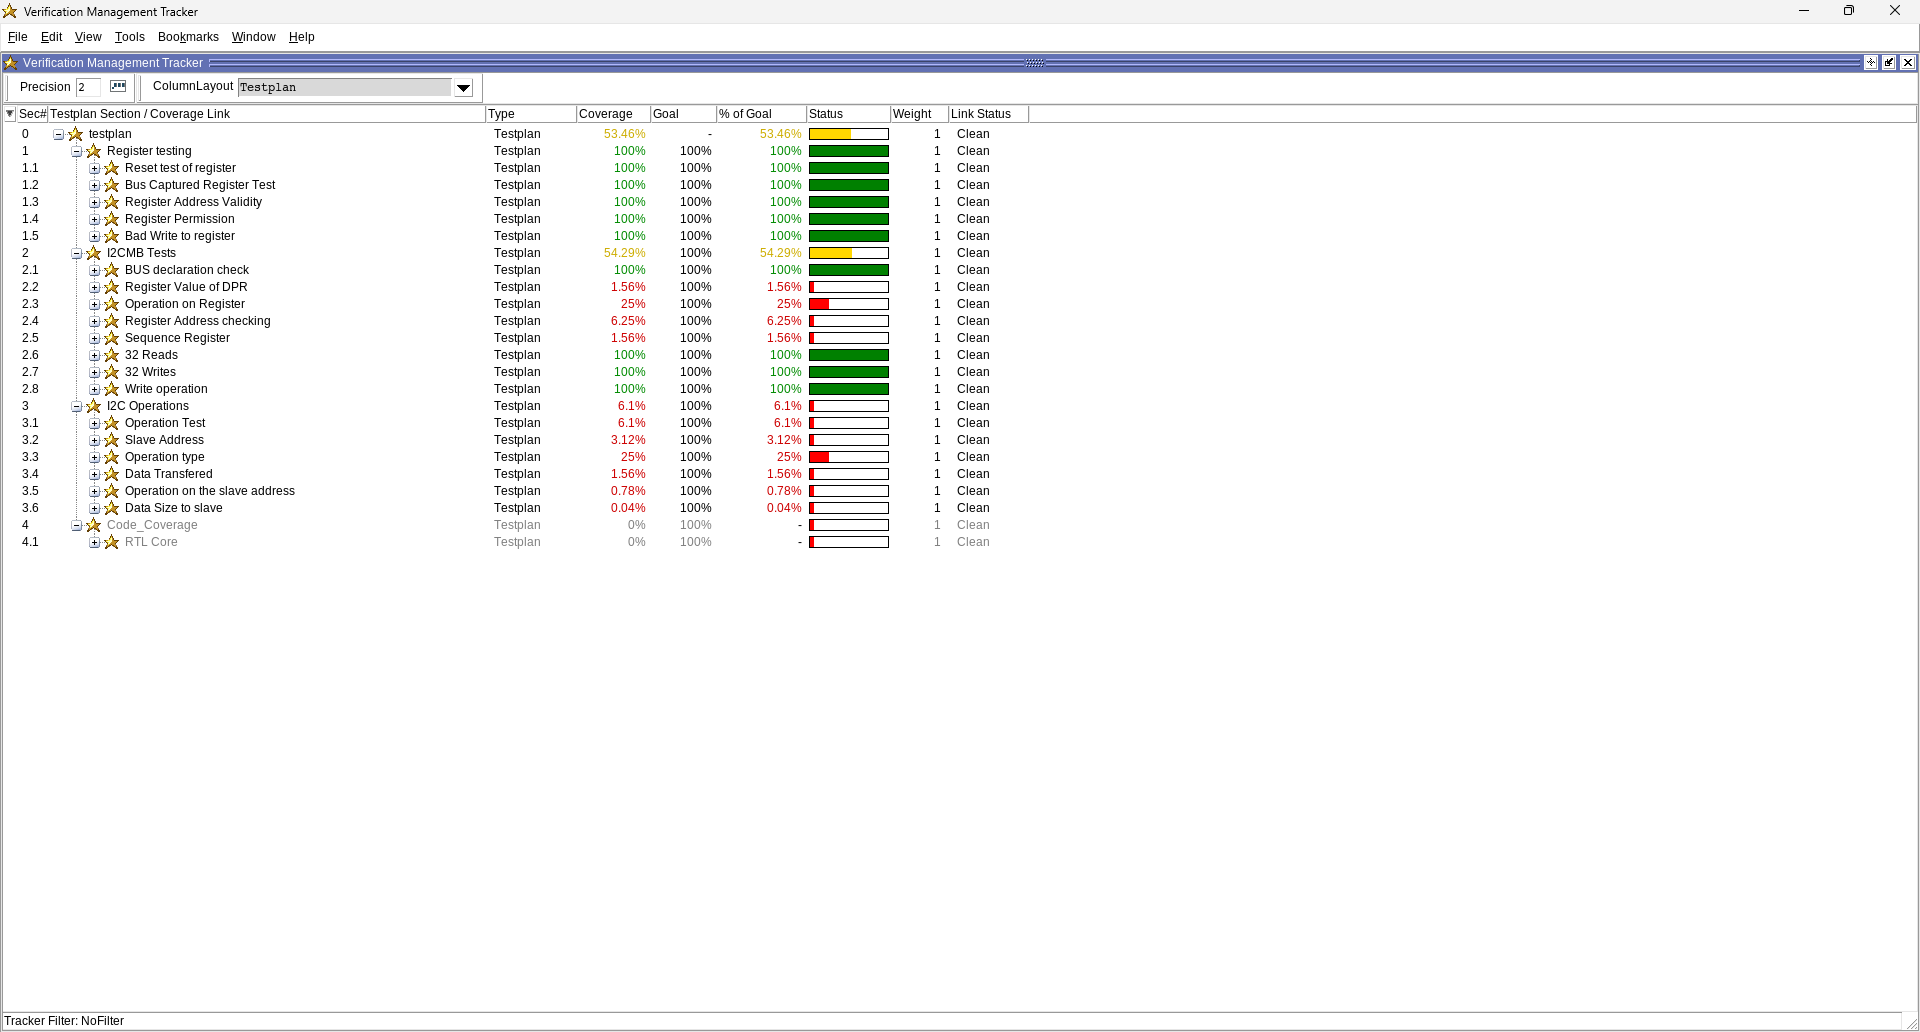 Verification Management Tracker
File Edit View Tools Bookmarks Window Help
Verification Management Tracker
Precision 2 ColumnLayout Testplan
Sec# Testplan Section / Coverage Link Type Coverage Goal % of Goal Status Weight Link Status
0 testplan Testplan 53.46% - 53.46% 1 Clean
1 Register testing Testplan 100% 100% 100% 1 Clean
1.1 Reset test of register Testplan 100% 100% 100% 1 Clean
1.2 Bus Captured Register Test Testplan 100% 100% 100% 1 Clean
1.3 Register Address Validity Testplan 100% 100% 100% 1 Clean
1.4 Register Permission Testplan 100% 100% 100% 1 Clean
1.5 Bad Write to register Testplan 100% 100% 100% 1 Clean
2 I2CMB Tests Testplan 54.29% 100% 54.29% 1 Clean
2.1 BUS declaration check Testplan 100% 100% 100% 1 Clean
2.2 Register Value of DPR Testplan 1.56% 100% 1.56% 1 Clean
2.3 Operation on Register Testplan 25% 100% 25% 1 Clean
2.4 Register Address checking Testplan 6.25% 100% 6.25% 1 Clean
2.5 Sequence Register Testplan 1.56% 100% 1.56% 1 Clean
2.6 32 Reads Testplan 100% 100% 100% 1 Clean
2.7 32 Writes Testplan 100% 100% 100% 1 Clean
2.8 Write operation Testplan 100% 100% 100% 1 Clean
3 I2C Operations Testplan 6.1% 100% 6.1% 1 Clean
3.1 Operation Test Testplan 6.1% 100% 6.1% 1 Clean
3.2 Slave Address Testplan 3.12% 100% 3.12% 1 Clean
3.3 Operation type Testplan 25% 100% 25% 1 Clean
3.4 Data Transfered Testplan 1.56% 100% 1.56% 1 Clean
3.5 Operation on the slave address Testplan 0.78% 100% 0.78% 1 Clean
3.6 Data Size to slave Testplan 0.04% 100% 0.04% 1 Clean
4 Code_Coverage Testplan 0% 100% - 1 Clean
4.1 RTL Core Testplan 0% 100% - 1 Clean
Tracker Filter: NoFilter